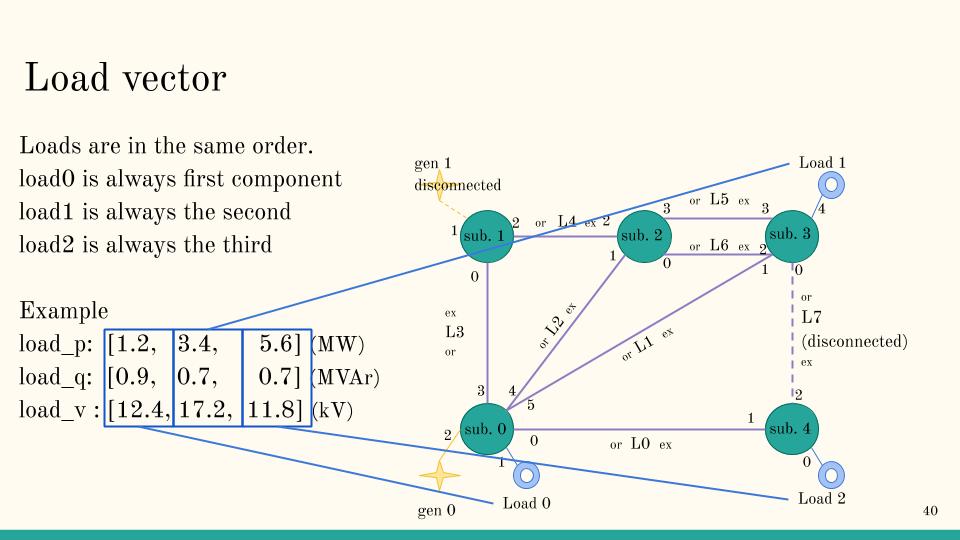 Load vector
Loads are in the same order.
load0 is always first component
load1 is always the second
load2 is always the third
Example
load_p: [1.2, 3.4, 5.6] (MW)
load_q: [0.9, 0.7, 0.7] (MVAr)
load_v : [12.4, 17.2, 11.8] (kV)
gen 1
disconnected
Load 1
1 sub. 1 2
0
or L4 ex 2
sub. 2
3
1
0
or L5 ex
3
or L6 ex
2
1
sub. 3
4
0
ex
L3
or
or L2 ex
or L1 ex
or
L7
(disconnected)
ex
3
4
5
2
sub. 0
0
1
or L0 ex
1
2
sub. 4
0
gen 0
Load 0
Load 2
40